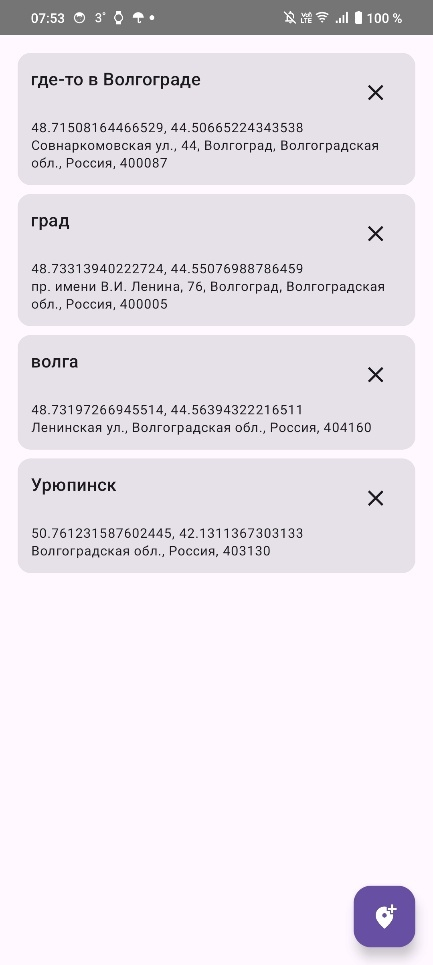 07:53 3° 100 %
где-то в Волгограде
48.71508164466529, 44.50665224343538
Совнаркомовская ул., 44, Волгоград, Волгоградская
обл., Россия, 400087
град
48.73313940222724, 44.55076988786459
пр. имени В.И. Ленина, 76, Волгоград, Волгоградская
обл., Россия, 400005
волга
48.73197266945514, 44.56394322216511
Ленинская ул., Волгоградская обл., Россия, 404160
Урюпинск
50.761231587602445, 42.1311367303133
Волгоградская обл., Россия, 403130